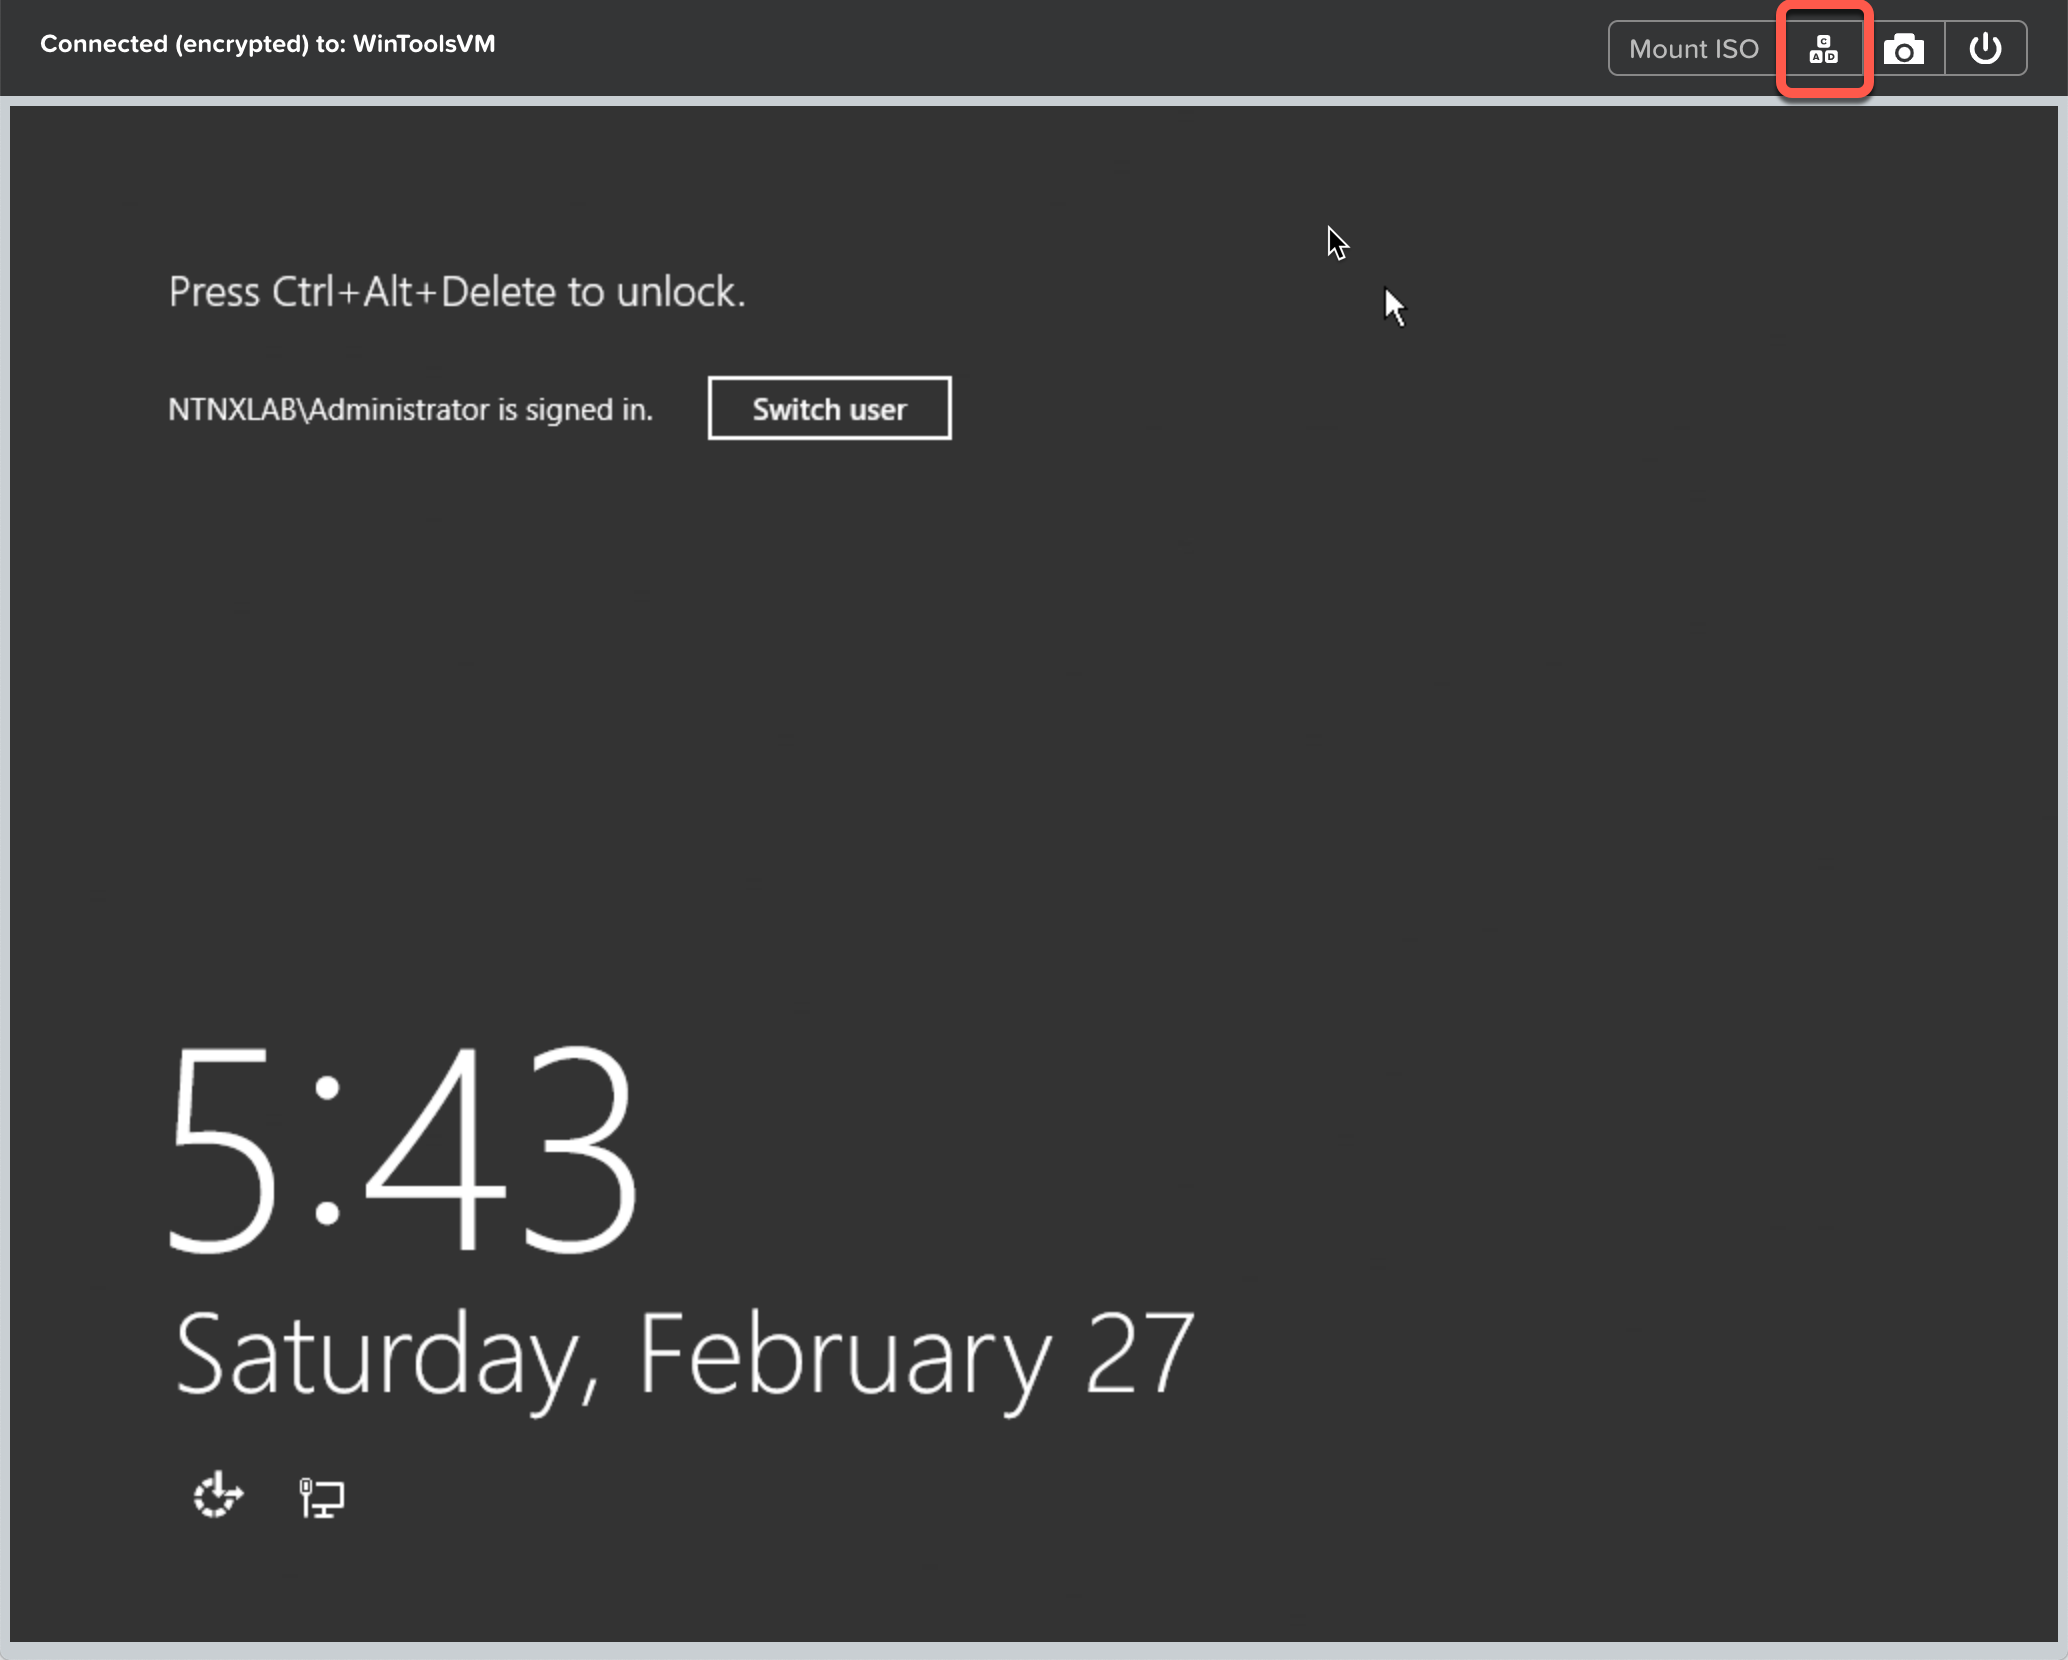 Connected (encrypted) to: WinToolsVM
Mount ISO
C
A D
Press Ctrl+Alt+Delete to unlock.
NTNXLAB\Administrator is signed in.
Switch user
5:43
Saturday, February 27